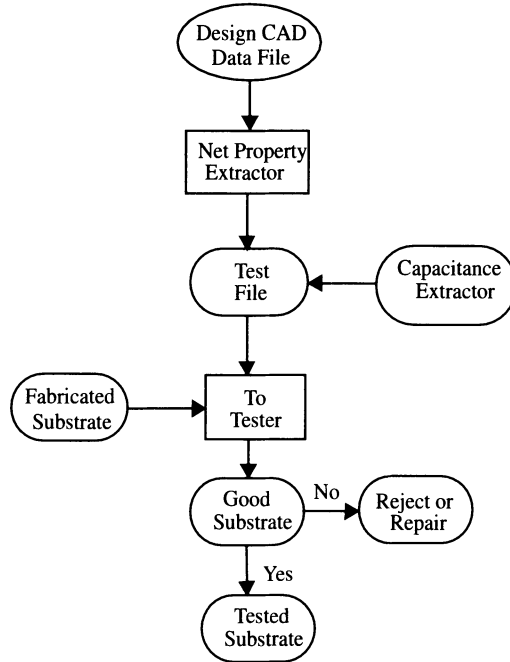 Design CAD
Data File
Net Property
Extractor
Test
File
Capacitance
Extractor
Fabricated
Substrate
To
Tester
Good
Substrate
No
Reject or
Repair
Yes
Tested
Substrate